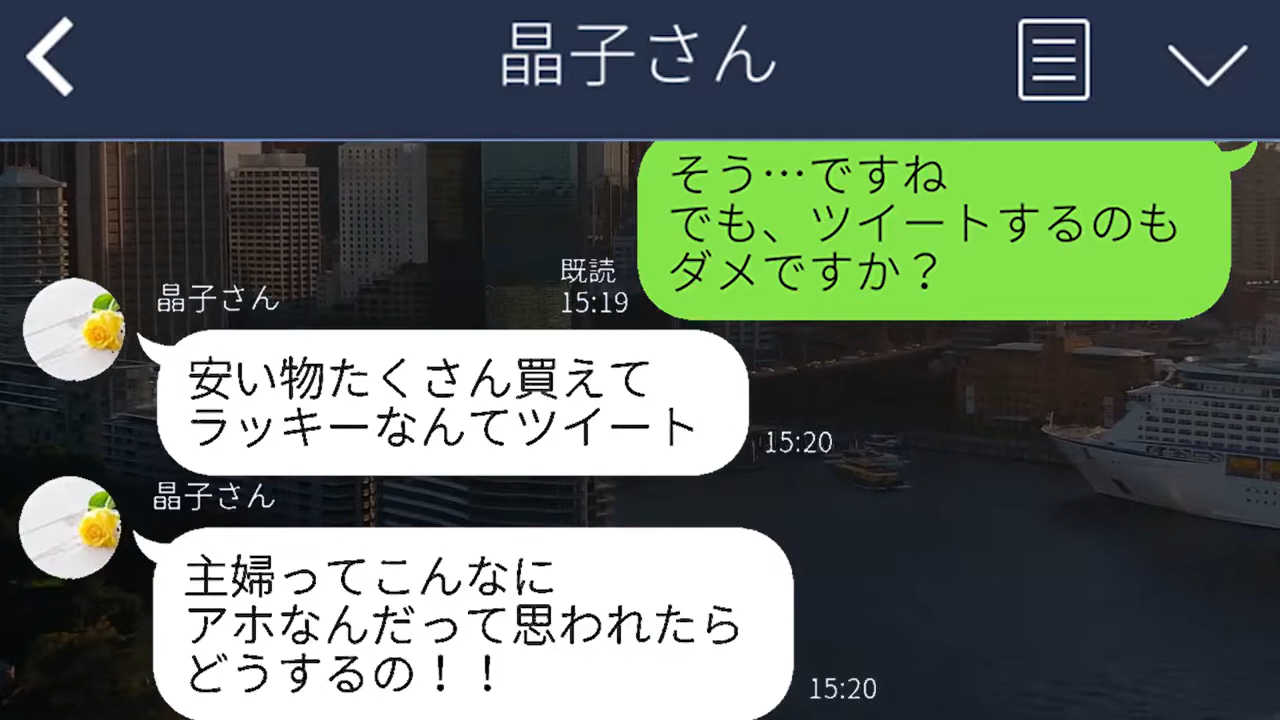 晶子さん
そう…ですね
でも、ツイートするのも
ダメですか？
既読
15:19
晶子さん
安い物たくさん買えて
ラッキーなんてツイート
15:20
晶子さん
主婦ってこんなに
アホなんだって思われたら
どうするの！！
15:20